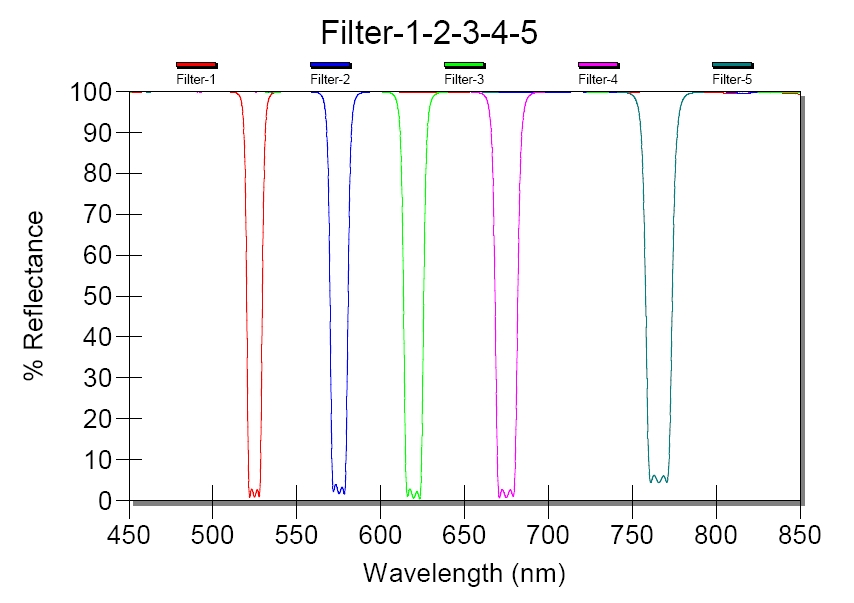 Filter-1-2-3-4-5
Filter-1 Filter-2 Filter-3 Filter-4 Filter-5
100
90
80
70
60
50
40
30
20
10
0
% Reflectance
450 500 550 600 650 700 750 800 850
Wavelength (nm)